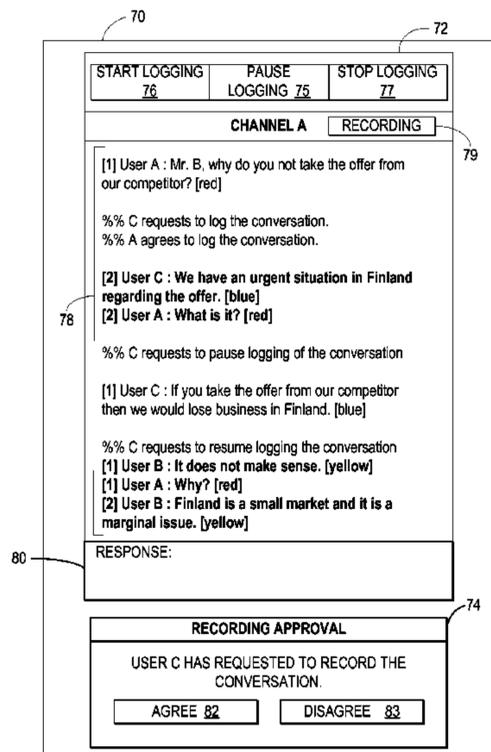 70
72
START LOGGING
76
PAUSE
LOGGING 75
STOP LOGGING
77
CHANNEL A
RECORDING
79
[1] User A : Mr. B, why do you not take the offer from
our competitor? [red]
%% C requests to log the conversation.
%% A agrees to log the conversation.
[2] User C : We have an urgent situation in Finland
regarding the offer. [blue]
[2] User A : What is it? [red]
78
%% C requests to pause logging of the conversation
[1] User C : If you take the offer from our competitor
then we would lose business in Finland. [blue]
%% C requests to resume logging the conversation
[1] User B : It does not make sense. [yellow]
[1] User A : Why? [red]
[2] User B : Finland is a small market and it is a
marginal issue. [yellow]
80
RESPONSE:
74
RECORDING APPROVAL
USER C HAS REQUESTED TO RECORD THE
CONVERSATION.
AGREE 82
DISAGREE 83